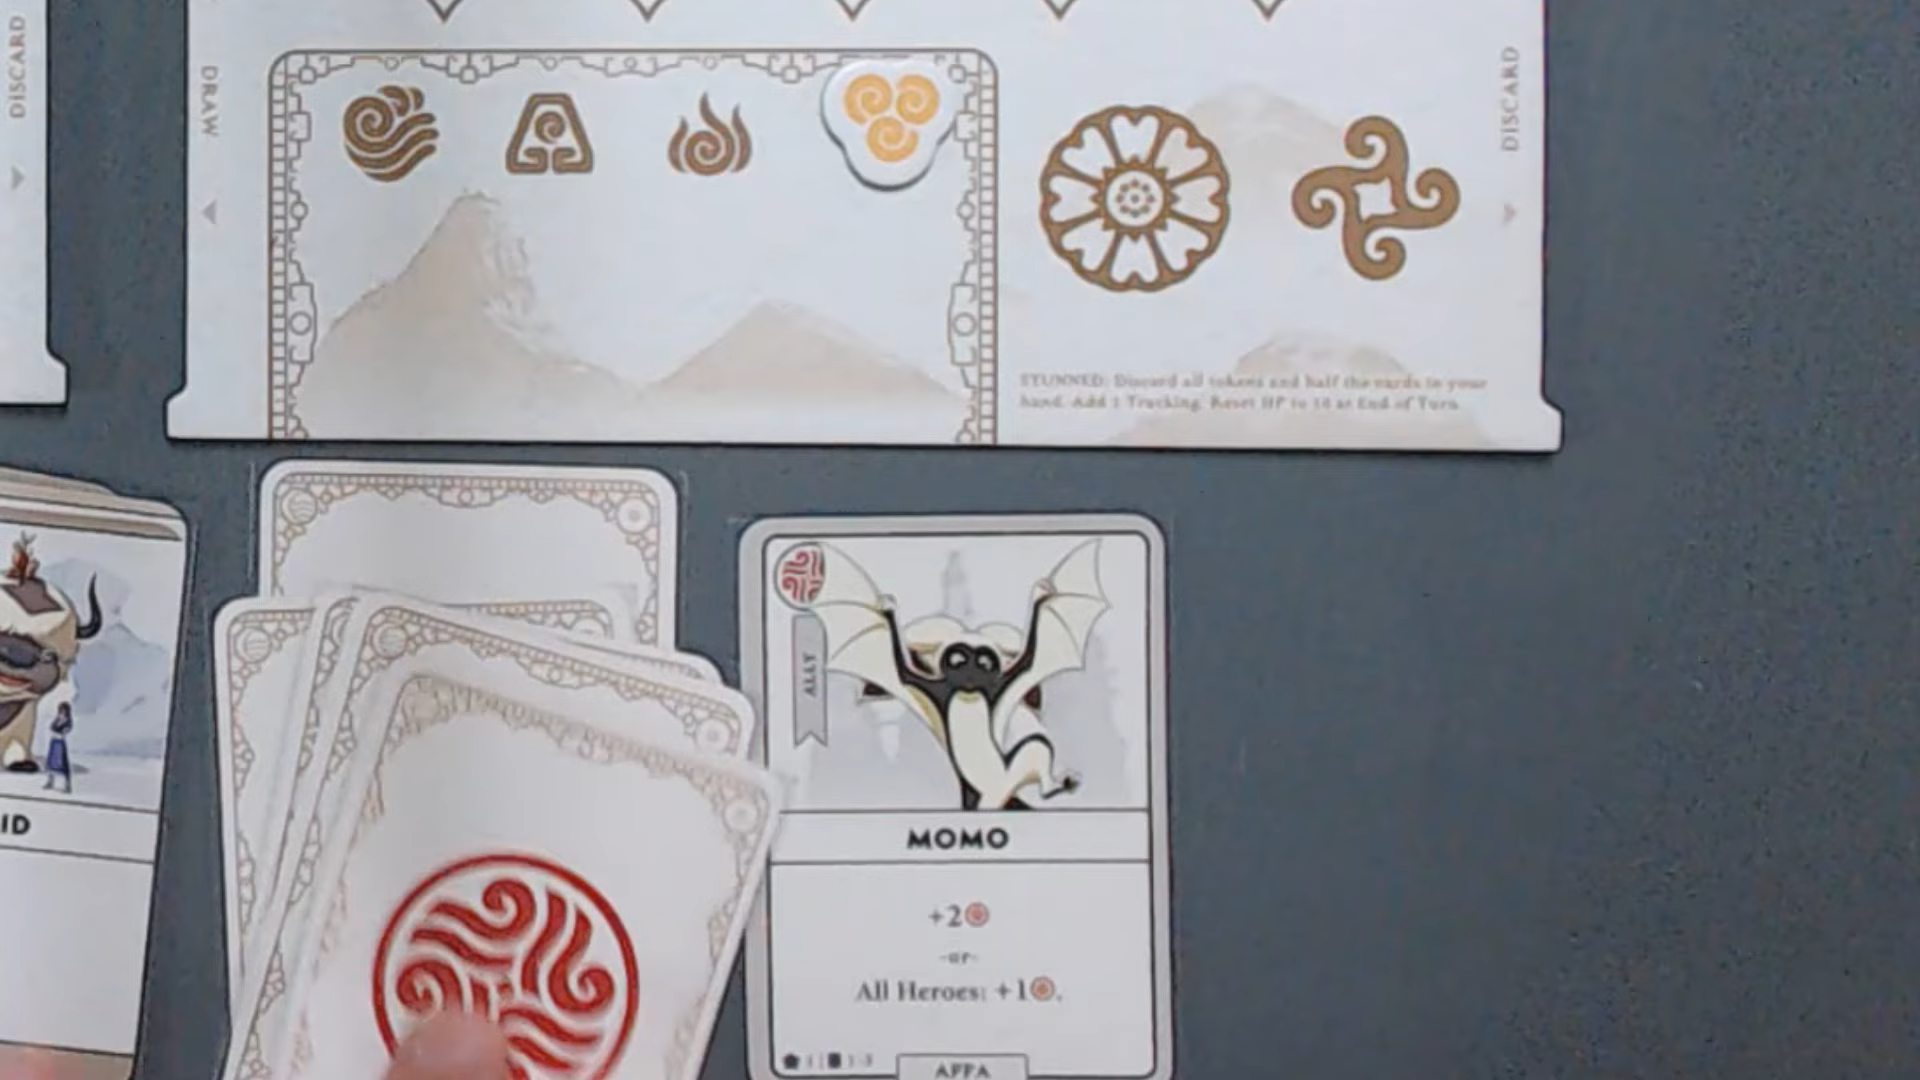 DISCARD
DRAW
DISCARD
STUNNED: Discard all tokens and half the cards in your
hand. Add 1 Tracking. Reset HP to 10 at End of Turn.
ID
ALLY
MOMO
+2
-or-
All Heroes: +1.
APPA